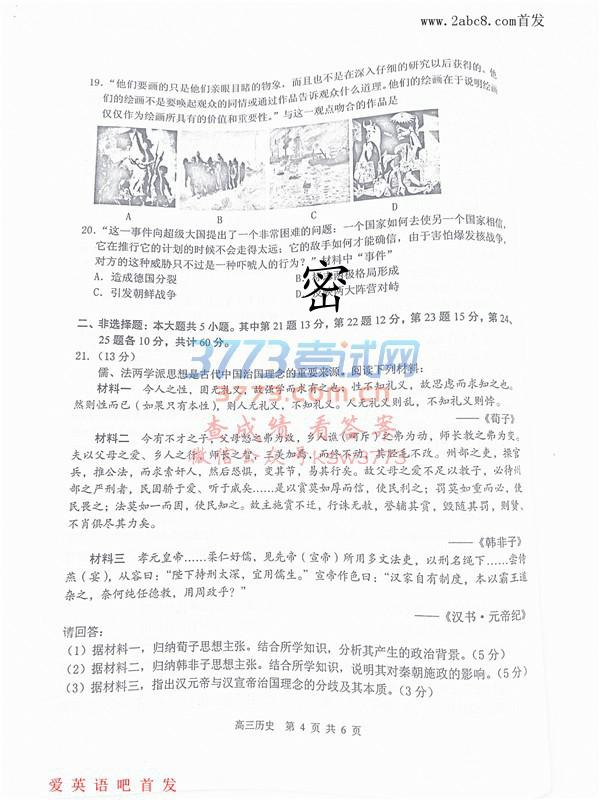 www.2abc8.com首发
19.“他们要画的只是他们亲眼目睹的物象，而且也不是在深入仔细的研究以后获得的、他
们的绘画不是要唤起观众的同情或通过作品告诉观众什么道理。他们的绘画在于说明绘画
仅仅作为绘画所具有的价值和重要性。”与这一观点吻合的作品是
A B C D
20.“这一事件向超级大国提出了一个非常困难的问题：一个国家如何去使另一个国家相信，
它在推行它的计划的时候不会走得太远；它的敌手如何才能确信，由于害怕爆发核战争，
对方的这种威胁只不过是一种吓唬人的行为？”材料中“事件”
A. 造成德国分裂 B. 两极格局形成
C. 引发朝鲜战争 D. 两大阵营对峙
密
二、非选择题：本大题共5小题。其中第21题13分，第22题12分，第23题15分，第24、
25题各10分，共计60分。
3773考试网
21.（13分）
儒、法两学派思想是古代中国治国理念的重要来源。阅读下列材料：
www.3773.com.cn
材料一 今人之性，固无礼义，故强学而求有之也；性不知礼义，故思虑而求知之也。
然则性而已（如果只有本性），则人无礼义，不知礼义。人无礼义则乱，不知礼义则悖。
——《荀子》
查成绩 看答案
材料二 今有不才之子，父母怒之弗为改，乡人谯（呵斥）之弗为动，师长教之弗为变。
夫以父母之爱、乡人之行、师长之智，三美加焉，而终不动，其胫毛不改。州部之吏，操官
微信公众号KSW3773
兵，推公法，而求索奸人，然后恐惧，变其节，易其行矣。故父母之爱不足以教子，必待州
部之严刑者，民固骄于爱、听于威矣……是以赏莫如厚而信，使民利之；罚莫如重而必，使
民畏之；法莫如一而固，使民知之。故主施赏不迁，行诛无赦，誉辅其赏，毁随其罚，则贤、
不肖俱尽其力矣。
——《韩非子》
材料三 孝元皇帝……柔仁好儒，见先帝（宣帝）所用多文法吏，以刑名绳下……尝侍
燕（宴），从容曰：“陛下持刑太深，宜用儒生。”宣帝作色曰：“汉家自有制度，本以霸王道
杂之，奈何纯任德教，用周政乎？”
——《汉书·元帝纪》
请回答：
（1）据材料一，归纳荀子思想主张。结合所学知识，分析其产生的政治背景。（5分）
（2）据材料二，归纳韩非子思想主张。结合所学知识，说明其对秦朝施政的影响。（5分）
（3）据材料三，指出汉元帝与汉宣帝治国理念的分歧及其本质。（3分）
高三历史 第4页共6页
爱英语吧首发